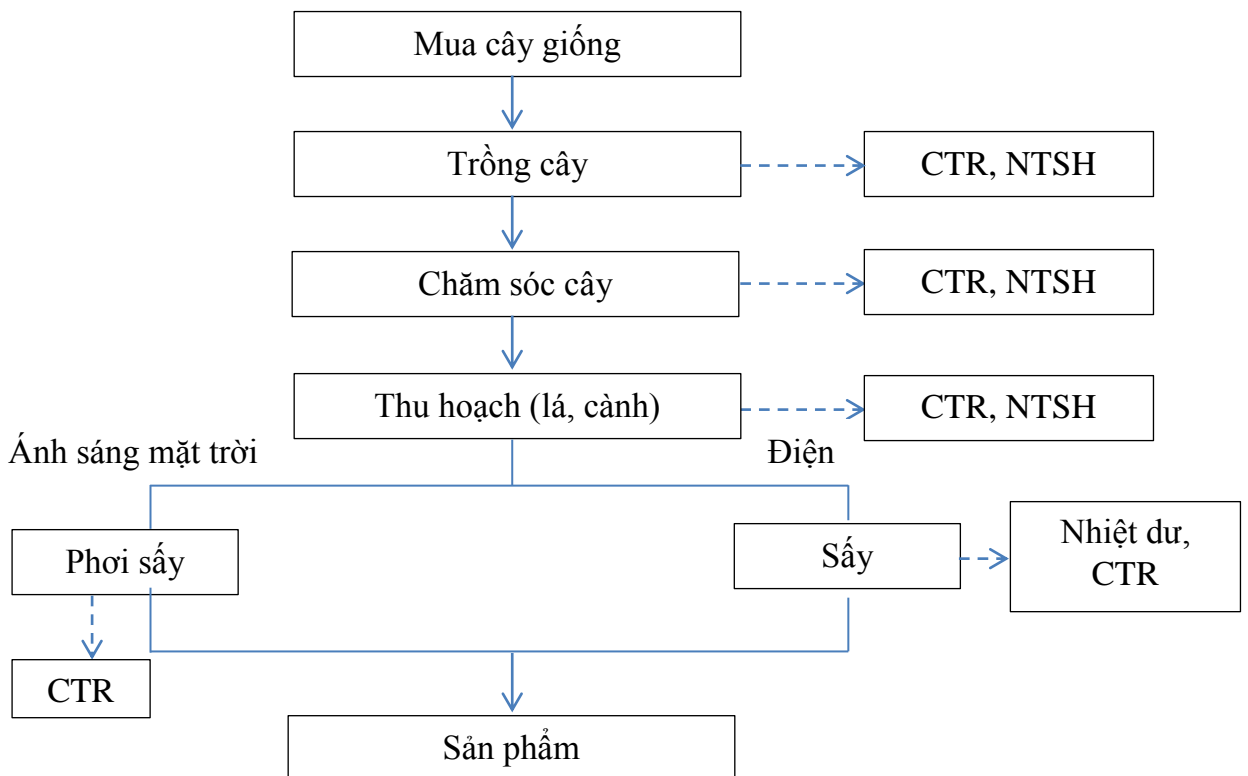 Mua cây giống
Trồng cây
CTR, NTSH
Chăm sóc cây
CTR, NTSH
Thu hoạch (lá, cành)
CTR, NTSH
Ánh sáng mặt trời
Điện
Phơi sấy
Sấy
Nhiệt dư,
CTR
CTR
Sản phẩm